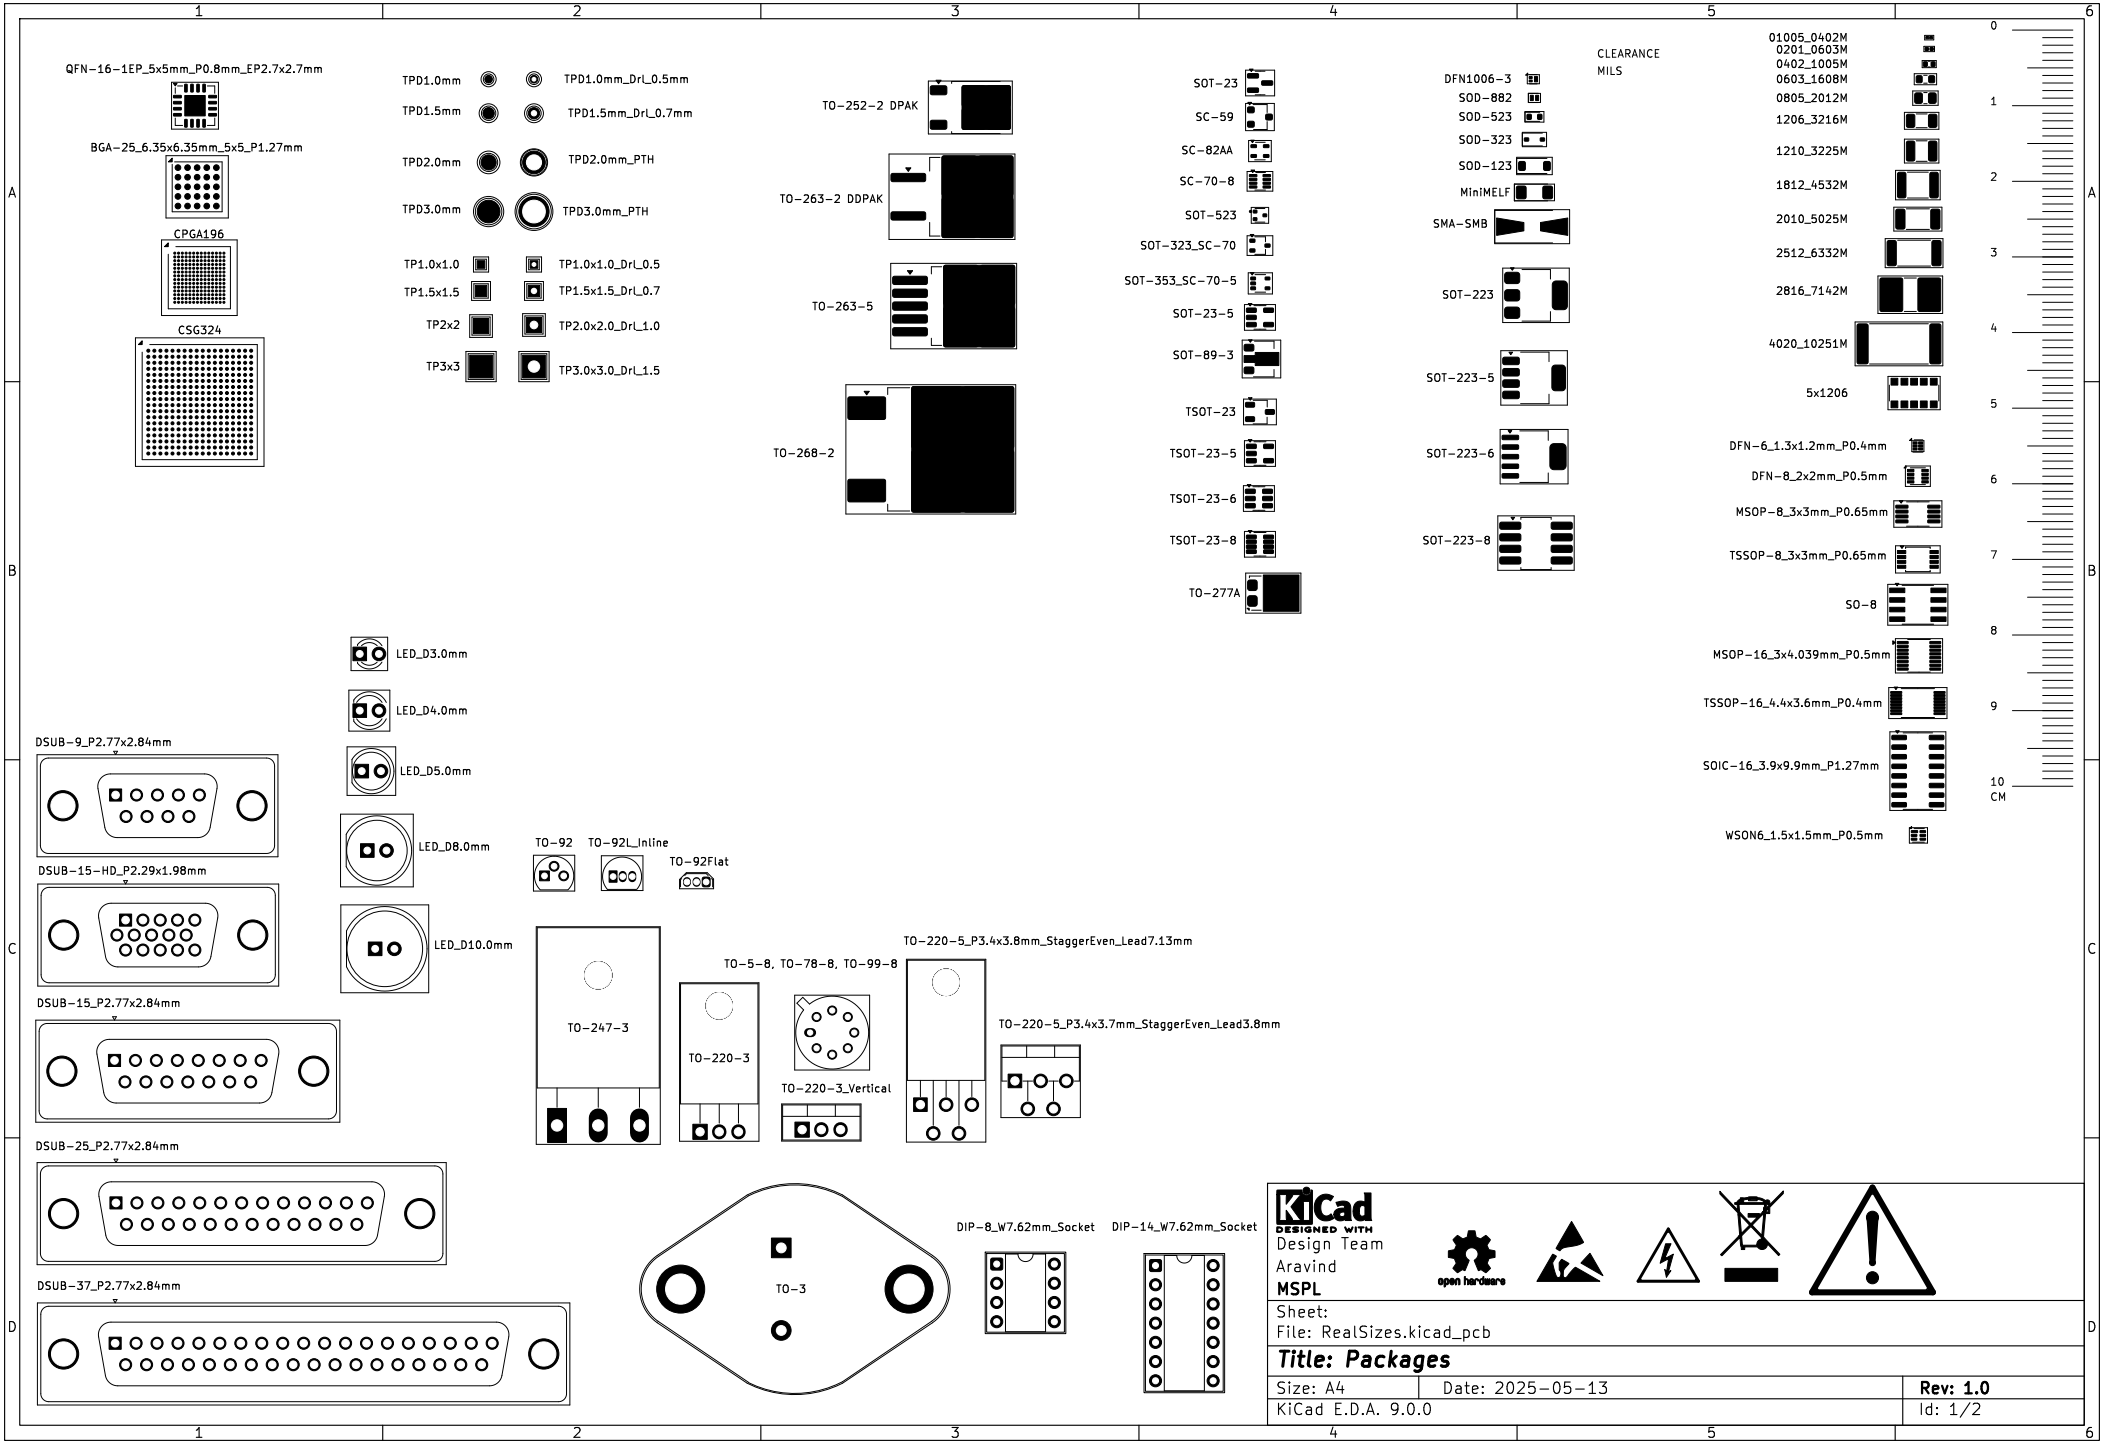 1 2 3 4 5 6
A
B
C
D
QFN-16-1EP_5x5mm_P0.8mm_EP2.7x2.7mm
BGA-25_6.35x6.35mm_5x5_P1.27mm
CPGA196
CSG324
TPD1.0mm
TPD1.0mm_Drl_0.5mm
TPD1.5mm
TPD1.5mm_Drl_0.7mm
TPD2.0mm
TPD2.0mm_PTH
TPD3.0mm
TPD3.0mm_PTH
TP1.0x1.0
TP1.0x1.0_Drl_0.5
TP1.5x1.5
TP1.5x1.5_Drl_0.7
TP2x2
TP2.0x2.0_Drl_1.0
TP3x3
TP3.0x3.0_Drl_1.5
TO-252-2 DPAK
TO-263-2 DDPAK
TO-263-5
TO-268-2
SOT-23
SC-59
SC-82AA
SC-70-8
SOT-523
SOT-323_SC-70
SOT-353_SC-70-5
SOT-23-5
SOT-89-3
TSOT-23
TSOT-23-5
TSOT-23-6
TSOT-23-8
TO-277A
DFN1006-3
SOD-882
SOD-523
SOD-323
SOD-123
MiniMELF
SMA-SMB
SOT-223
SOT-223-5
SOT-223-6
SOT-223-8
CLEARANCE
MILS
01005_0402M
0201_0603M
0402_1005M
0603_1608M
0805_2012M
1206_3216M
1210_3225M
1812_4532M
2010_5025M
2512_6332M
2816_7142M
4020_10251M
5x1206
DFN-6_1.3x1.2mm_P0.4mm
DFN-8_2x2mm_P0.5mm
MSOP-8_3x3mm_P0.65mm
TSSOP-8_3x3mm_P0.65mm
SO-8
MSOP-16_3x4.039mm_P0.5mm
TSSOP-16_4.4x3.6mm_P0.4mm
SOIC-16_3.9x9.9mm_P1.27mm
WSON6_1.5x1.5mm_P0.5mm
0
1
2
3
4
5
6
7
8
9
10
CM
A
B
C
D
LED_D3.0mm
LED_D4.0mm
LED_D5.0mm
LED_D8.0mm
LED_D10.0mm
DSUB-9_P2.77x2.84mm
DSUB-15-HD_P2.29x1.98mm
DSUB-15_P2.77x2.84mm
DSUB-25_P2.77x2.84mm
DSUB-37_P2.77x2.84mm
TO-92
TO-92L_Inline
TO-92Flat
TO-247-3
TO-220-3
TO-5-8, TO-78-8, TO-99-8
TO-220-3_Vertical
TO-220-5_P3.4x3.8mm_StaggerEven_Lead7.13mm
TO-220-5_P3.4x3.7mm_StaggerEven_Lead3.8mm
TO-3
DIP-8_W7.62mm_Socket
DIP-14_W7.62mm_Socket
KiCad
DESIGNED WITH
Design Team
Aravind
MSPL
open hardware
Sheet:
File: RealSizes.kicad_pcb
Title: Packages
Size: A4 Date: 2025-05-13 Rev: 1.0
KiCad E.D.A. 9.0.0 Id: 1/2
1 2 3 4 5 6